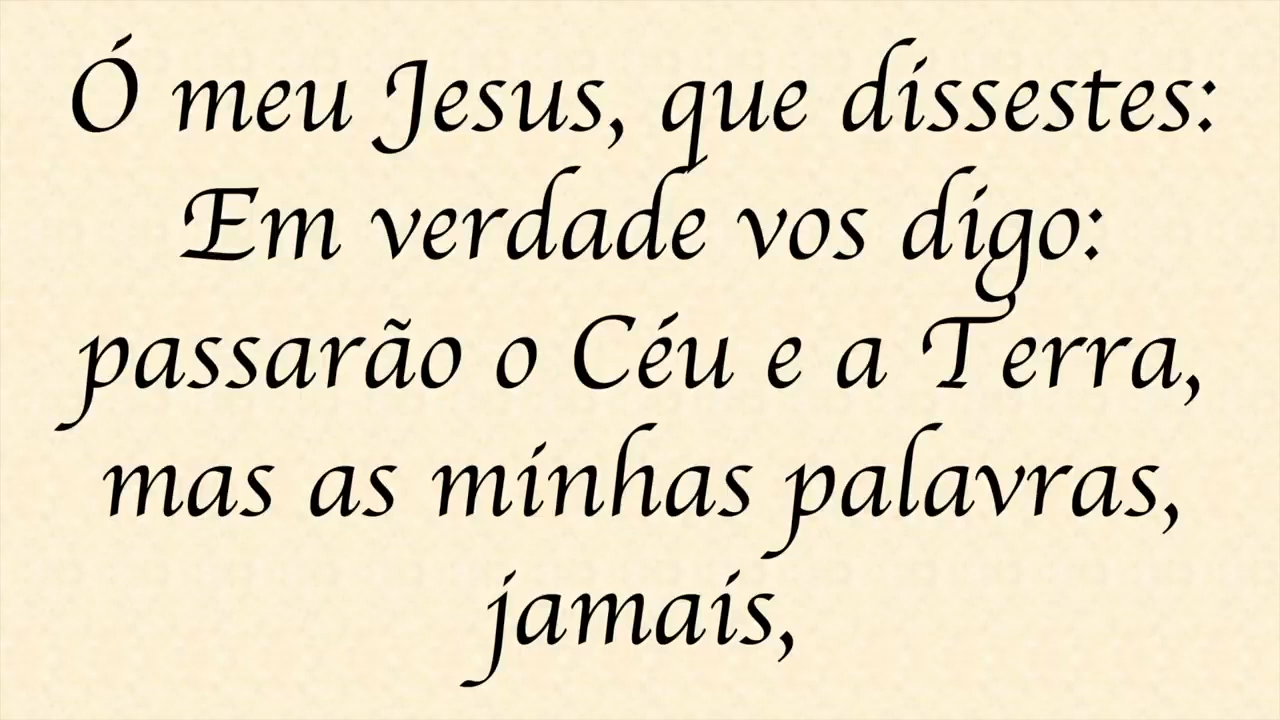 Ó meu Jesus, que dissestes:
Em verdade vos digo:
passarão o Céu e a Terra,
mas as minhas palavras,
jamais,